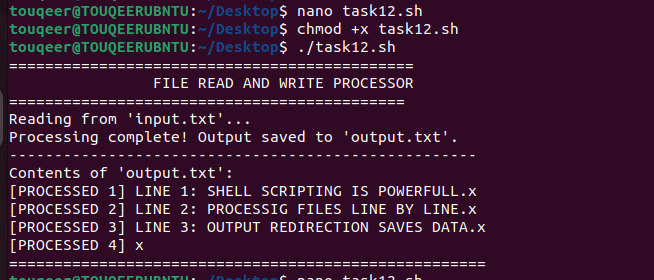 touqeer@TOUQEERUBNTU:~/Desktop$ nano task12.sh
touqeer@TOUQEERUBNTU:~/Desktop$ chmod +x task12.sh
touqeer@TOUQEERUBNTU:~/Desktop$ ./task12.sh
=============================================
                FILE READ AND WRITE PROCESSOR
============================================
Reading from 'input.txt'...
Processing complete! Output saved to 'output.txt'.
----------------------------------------------------
Contents of 'output.txt':
[PROCESSED 1] LINE 1: SHELL SCRIPTING IS POWERFULL.x
[PROCESSED 2] LINE 2: PROCESSIG FILES LINE BY LINE.x
[PROCESSED 3] LINE 3: OUTPUT REDIRECTION SAVES DATA.x
[PROCESSED 4] x
=====================================================
touqeer@TOUQEERUBNTU:~/Desktop$ nano task12.sh